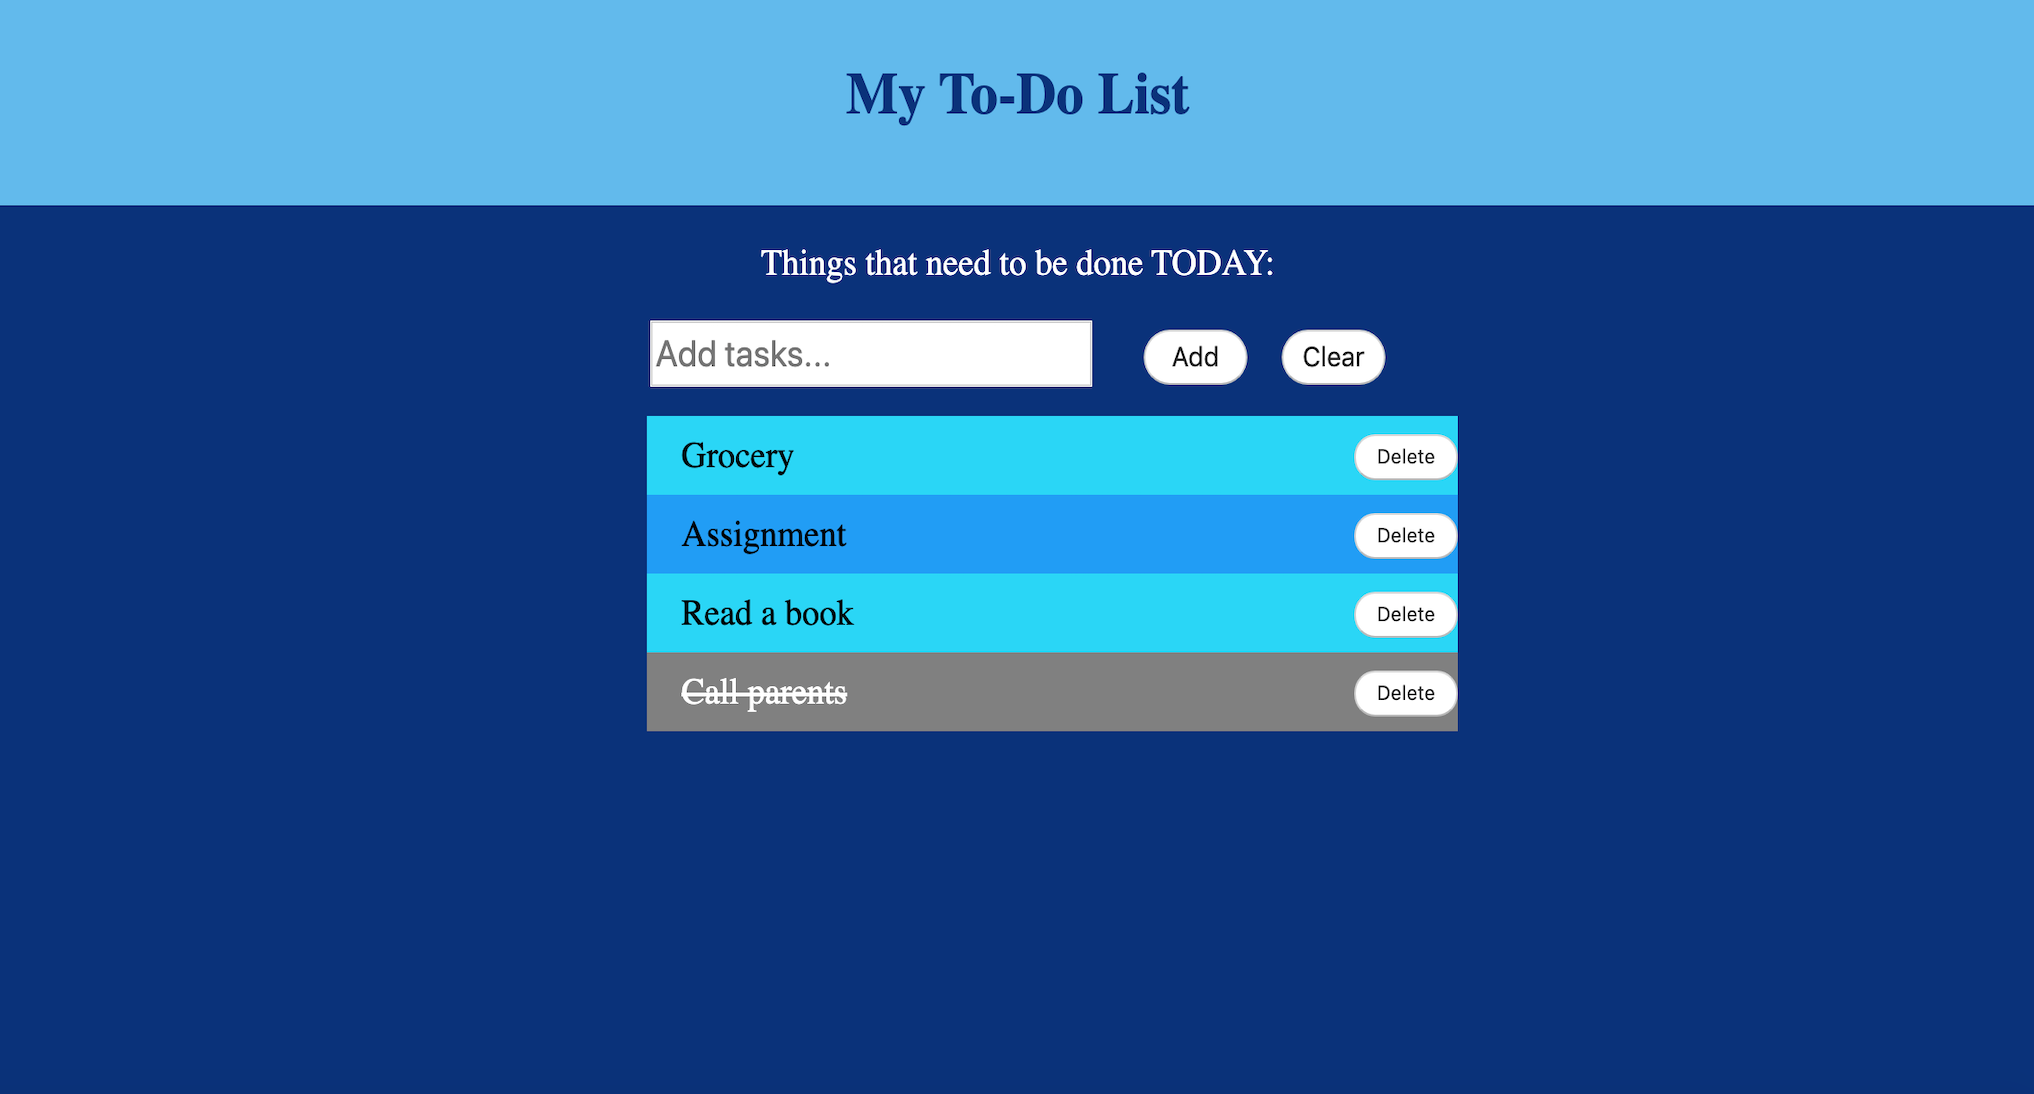 My To-Do List
Things that need to be done TODAY:
Add tasks...
Add
Clear
Grocery
Delete
Assignment
Delete
Read a book
Delete
Call parents
Delete